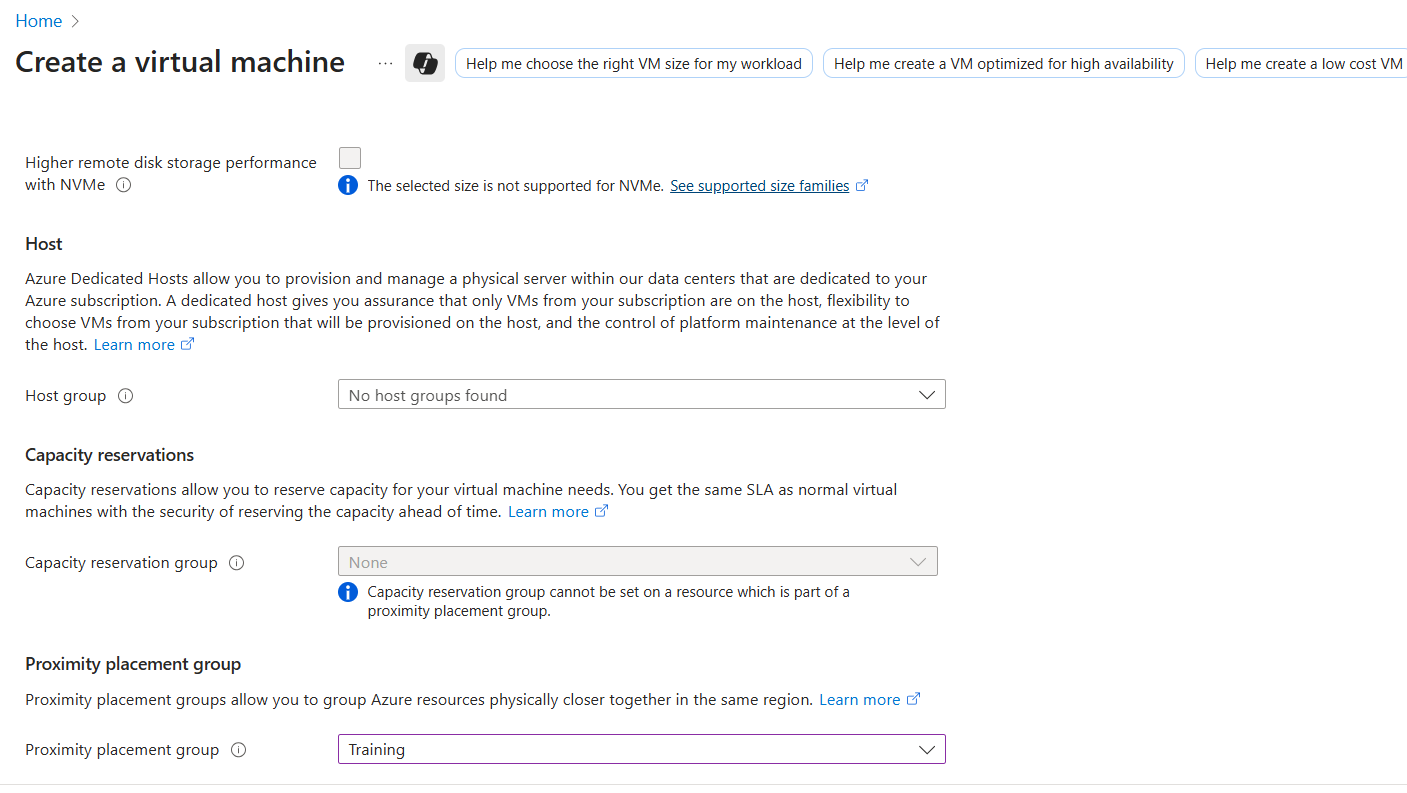 Home
Create a virtual machine
...
Help me choose the right VM size for my workload
Help me create a VM optimized for high availability
Help me create a low cost VM
Higher remote disk storage performance
with NVMe
The selected size is not supported for NVMe. See supported size families
Host
Azure Dedicated Hosts allow you to provision and manage a physical server within our data centers that are dedicated to your
Azure subscription. A dedicated host gives you assurance that only VMs from your subscription are on the host, flexibility to
choose VMs from your subscription that will be provisioned on the host, and the control of platform maintenance at the level of
the host. Learn more
Host group
No host groups found
Capacity reservations
Capacity reservations allow you to reserve capacity for your virtual machine needs. You get the same SLA as normal virtual
machines with the security of reserving the capacity ahead of time. Learn more
Capacity reservation group
None
Capacity reservation group cannot be set on a resource which is part of a
proximity placement group.
Proximity placement group
Proximity placement groups allow you to group Azure resources physically closer together in the same region. Learn more
Proximity placement group
Training